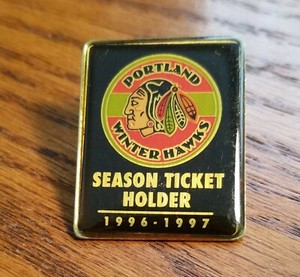 PORTLAND
WINTER HAWKS
SEASON TICKET
HOLDER
1996-1997